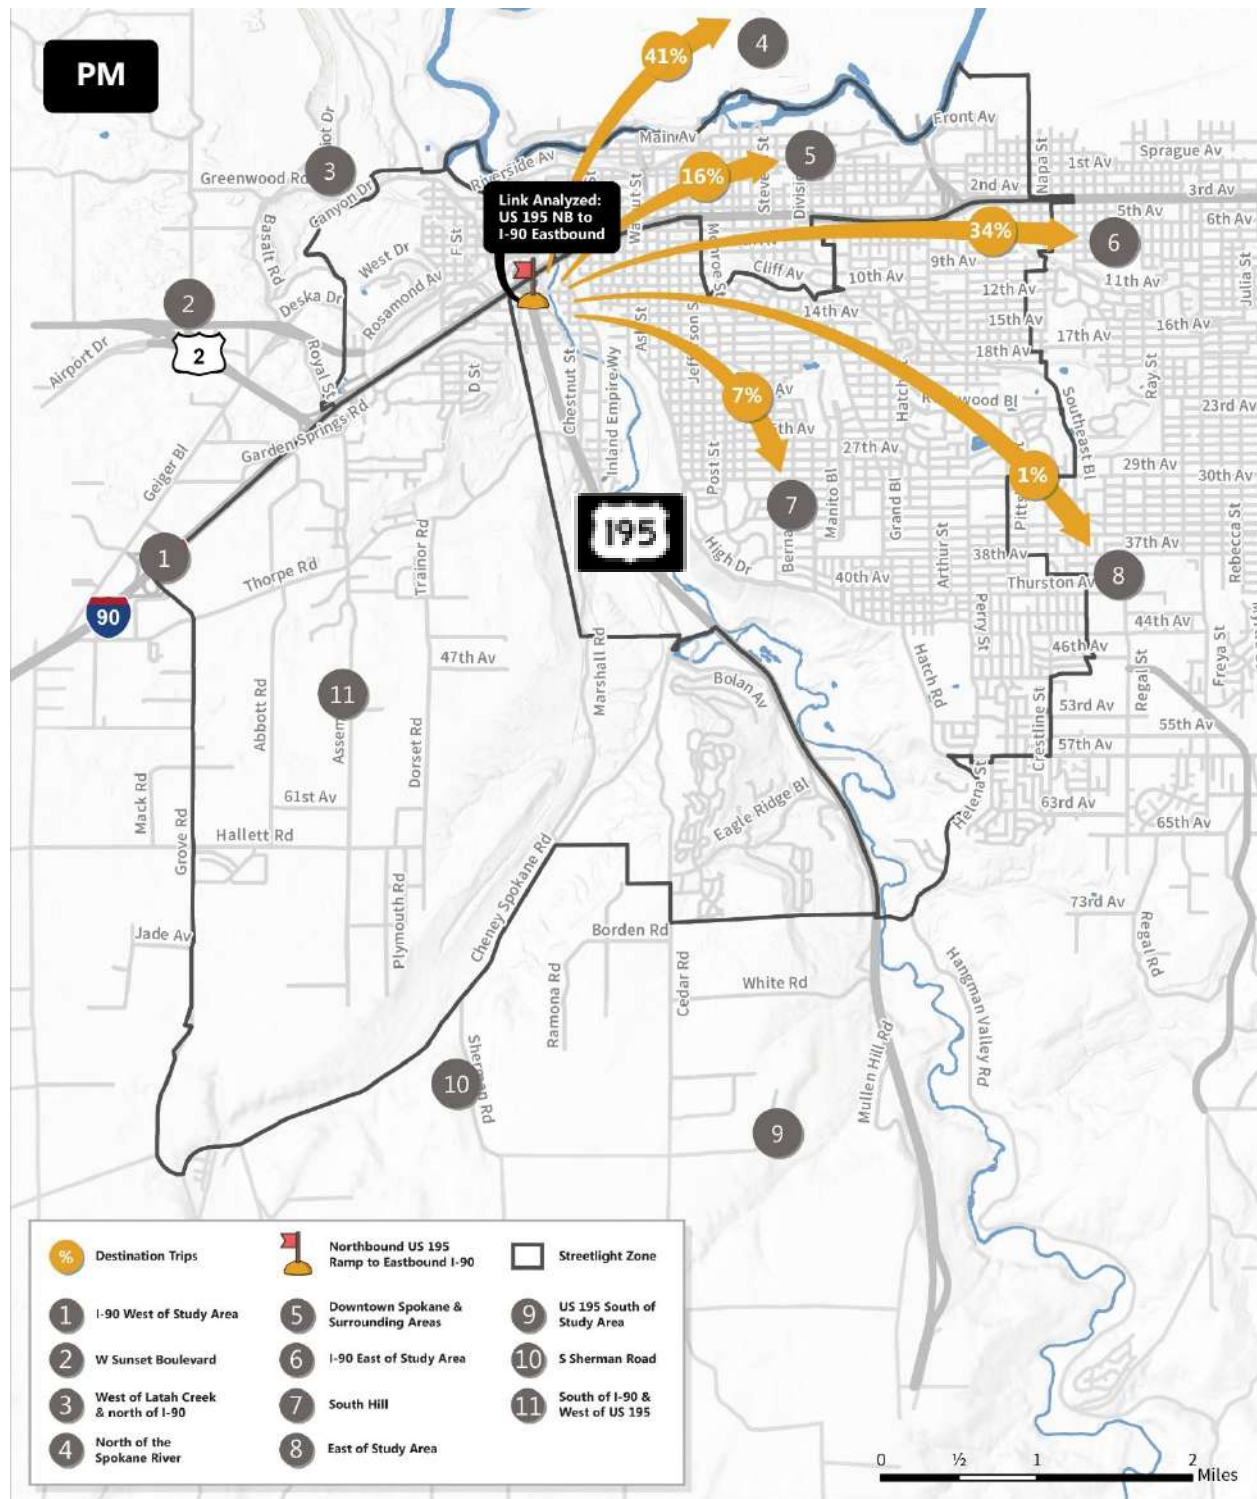 PM
41%
4
Front Av
Main Av
3
Greenwood Rd
Riverside Av
5
Napa St
1st Av
Sprague Av
16%
2nd Av
3rd Av
Canyon Dr
Link Analyzed:
US 195 NB to
I-90 Eastbound
5th Av
6th Av
34%
6
Basalt Rd
West Dr
F St
Monroe St
Cliff Av
10th Av
9th Av
11th Av
Julia St
2
Deska Dr
Rosamond Av
12th Av
14th Av
15th Av
16th Av
17th Av
18th Av
2
Airport Dr
Royal St
D St
Chestnut St
Inland Empire Wy
Ray St
7%
Av
23rd Av
Southeast Bl
Garden Springs Rd
Geiger Bl
27th Av
29th Av
30th Av
1%
Post St
Manito Bl
Grand Bl
7
195
Trainor Rd
High Dr
Arthur St
37th Av
38th Av
Rebecca St
1
Thorpe Rd
40th Av
Thurston Av
8
90
Perry St
44th Av
46th Av
47th Av
Marshall Rd
Hatch Rd
Regal St
Freya St
11
Abbott Rd
Bolan Av
Crestline St
53rd Av
55th Av
57th Av
Dorset Rd
Mack Rd
61st Av
Eagle Ridge Bl
Helena St
63rd Av
65th Av
Grove Rd
Hallett Rd
Cheney Spokane Rd
Plymouth Rd
73rd Av
Jade Av
Borden Rd
Regal Rd
Ramona Rd
Cedar Rd
White Rd
Hangman Valley Rd
Mullen Hill Rd
10
Sherman Rd
9
% Destination Trips
Northbound US 195
Ramp to Eastbound I-90
Streetlight Zone
1 I-90 West of Study Area
2 W Sunset Boulevard
3 West of Latah Creek
& north of I-90
4 North of the
Spokane River
5 Downtown Spokane &
Surrounding Areas
6 I-90 East of Study Area
7 South Hill
8 East of Study Area
9 US 195 South of
Study Area
10 S Sherman Road
11 South of I-90 &
West of US 195
0 ½ 1 2
Miles